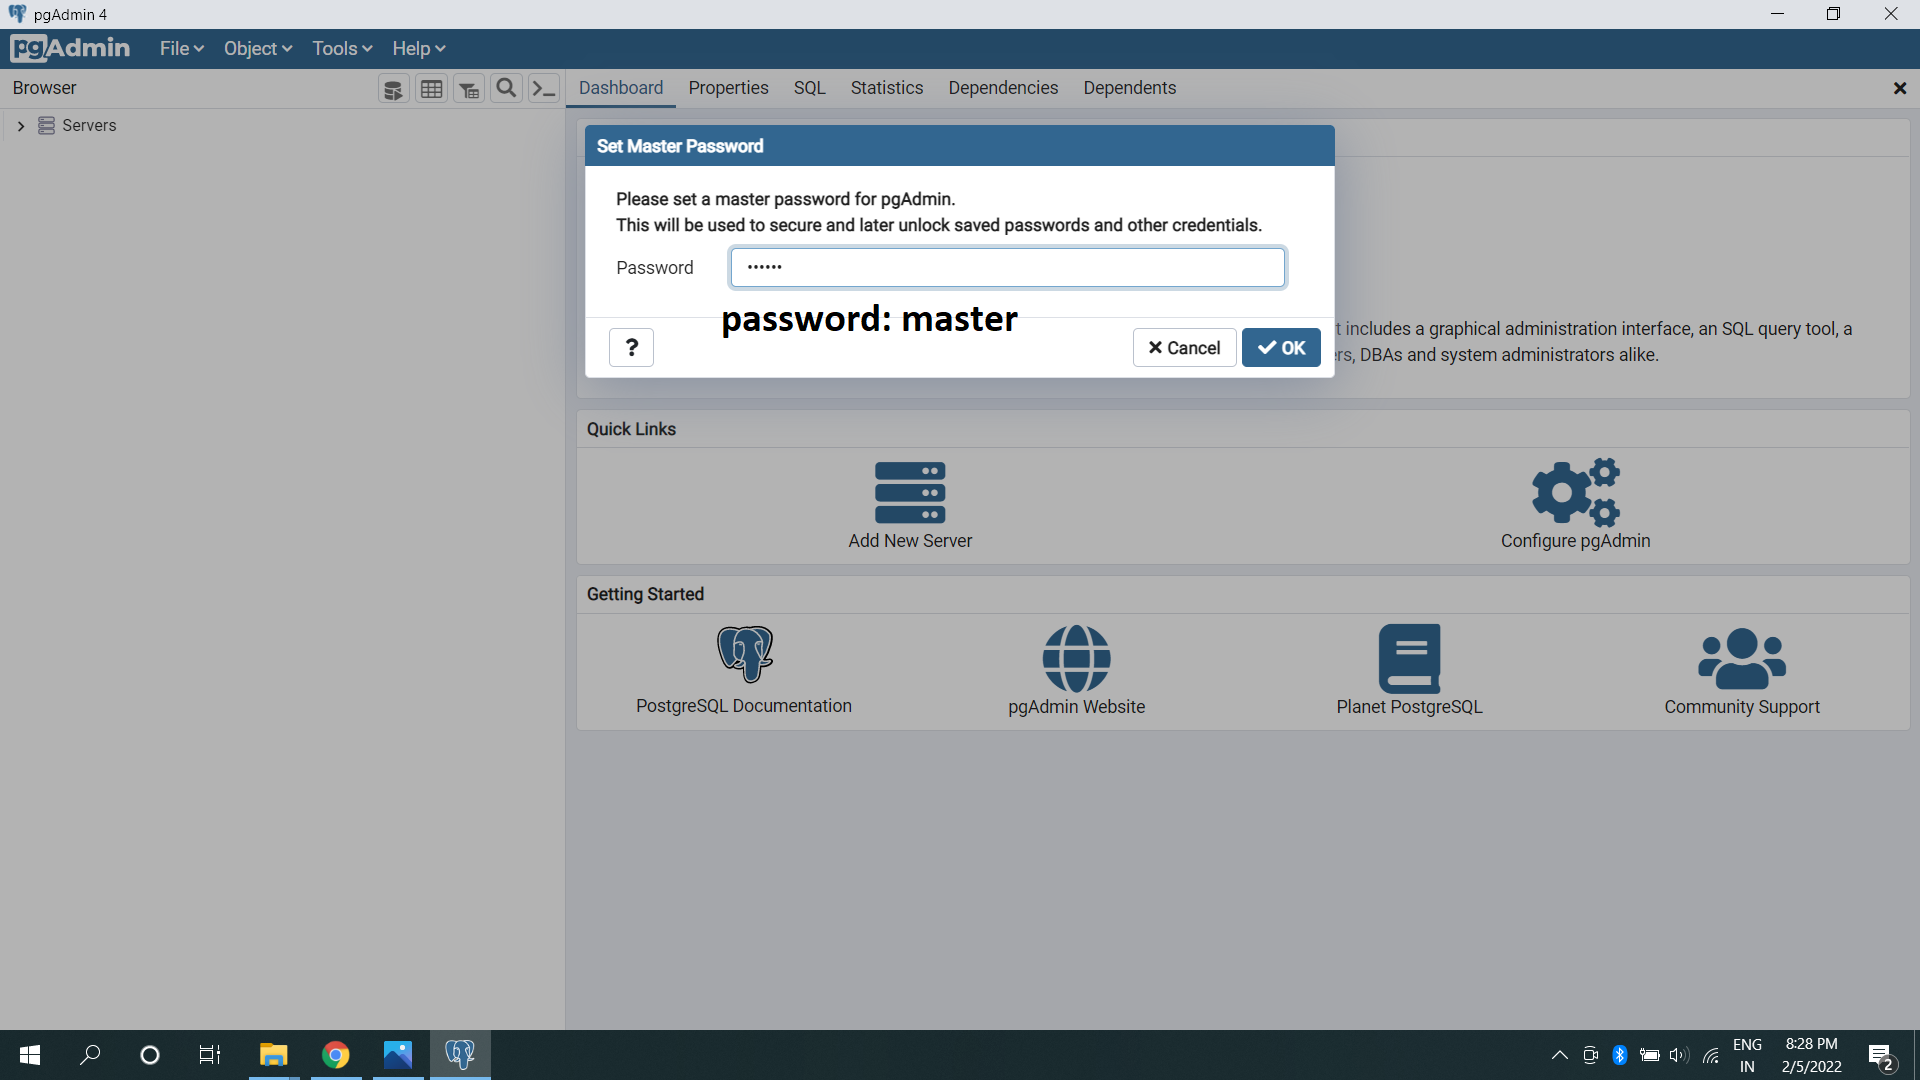 pgAdmin 4
pgAdmin File Object Tools Help
Browser
Dashboard Properties SQL Statistics Dependencies Dependents
Servers
Set Master Password
Please set a master password for pgAdmin.
This will be used to secure and later unlock saved passwords and other credentials.
Password ••••••
password: master
? Cancel OK
t includes a graphical administration interface, an SQL query tool, a
rs, DBAs and system administrators alike.
Quick Links
Add New Server
Configure pgAdmin
Getting Started
PostgreSQL Documentation
pgAdmin Website
Planet PostgreSQL
Community Support
ENG
IN
8:28 PM
2/5/2022
2